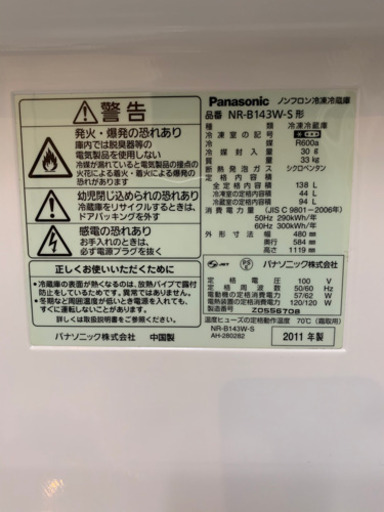 警告
発火・爆発の恐れあり
庫内では脱臭器等の
電気製品を使用しない
冷媒が漏れていると電気製品の接点の
火花による着火・着火による爆発の
恐れあり
幼児閉じ込められの恐れあり
冷蔵庫をリサイクルするときは、
ドアパッキングを外す
感電の恐れあり
お手入れのときは、
電源プラグを抜く
正しくお使いいただくために
•冷蔵庫の表面が熱くなるのは、放熱パイプで露付
防止をしているためです。異常ではありません。
•冬期など周囲温度が低いとき電源を入れても、
すぐに運転しないことがあります。
•取扱説明書をお読みください。
パナソニック株式会社 中国製
Panasonic ノンフロン冷凍冷蔵庫
品番 NR-B143W-S 形
種類 冷凍冷蔵庫
冷凍室の記号
冷媒 R600a
冷媒封入量 30 g
質量 33 kg
断熱発泡ガス シクロペンタン
全定格内容積 138 L
冷凍室の定格内容積 44 L
冷蔵室の定格内容積 94 L
消費電力量 (JIS C 9801-2006年)
50Hz 290kWh/年
60Hz 300kWh/年
外形寸法 幅 480 mm
奥行 584 mm
高さ 1119 mm
S-JET PS E パナソニック株式会社
定格電圧 100 V
定格周波数 50/60 Hz
電動機の定格消費電力 57/62 W
電熱装置の定格消費電力 120/120 W
製造番号 Z0556708
温度ヒューズの定格動作温度 70℃(霜取用)
NR-B143W-S
AH-280282
2011 年製